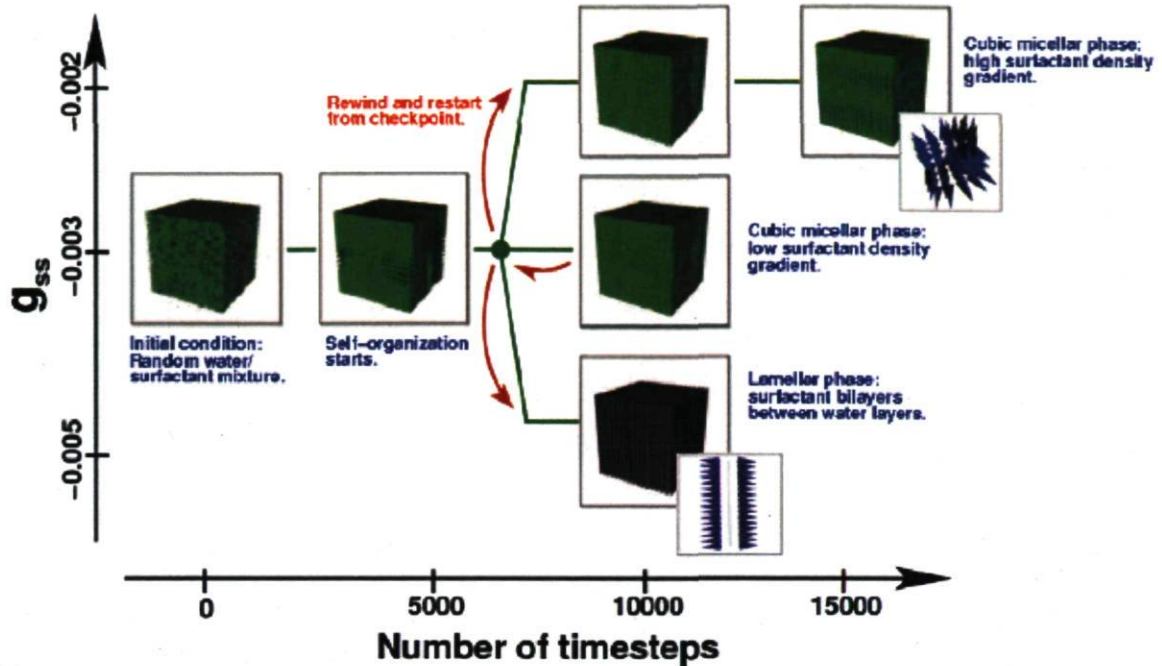 -0.002
Cubic micellar phase:
high surfactant density
gradient.
Rewind and restart
from checkpoint.
gss
-0.003
Cubic micellar phase:
low surfactant density
gradient.
Initial condition:
Random water/
surfactant mixture.
Self-organization
starts.
Lamellar phase:
surfactant bilayers
between water layers.
-0.005
0
5000
10000
15000
Number of timesteps